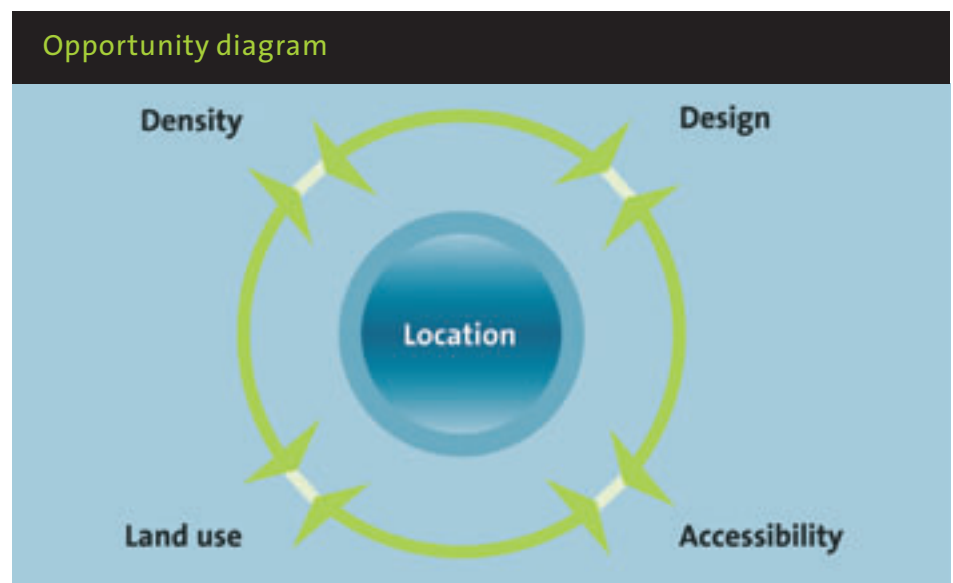 Opportunity diagram
Density
Design
Location
Land use
Accessibility